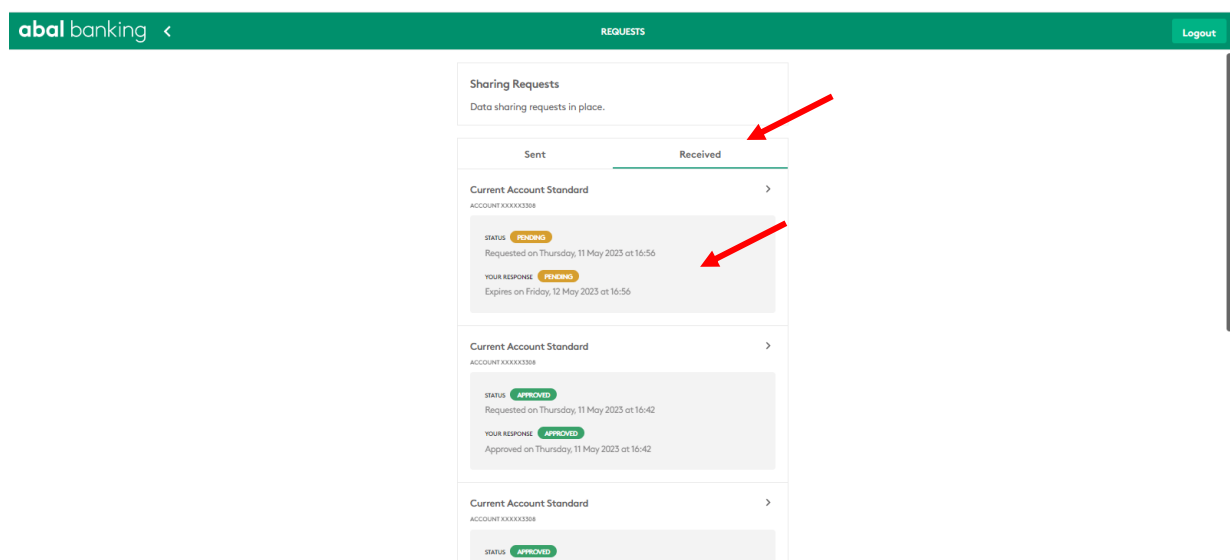 abal banking
REQUESTS
Logout
Sharing Requests
Data sharing requests in place.
Sent Received
Current Account Standard
ACCOUNT XXXXX3308
STATUS PENDING
Requested on Thursday, 11 May 2023 at 16:56
YOUR RESPONSE PENDING
Expires on Friday, 12 May 2023 at 16:56
Current Account Standard
ACCOUNT XXXXX3308
STATUS APPROVED
Requested on Thursday, 11 May 2023 at 16:42
YOUR RESPONSE APPROVED
Approved on Thursday, 11 May 2023 at 16:42
Current Account Standard
ACCOUNT XXXXX3308
STATUS APPROVED